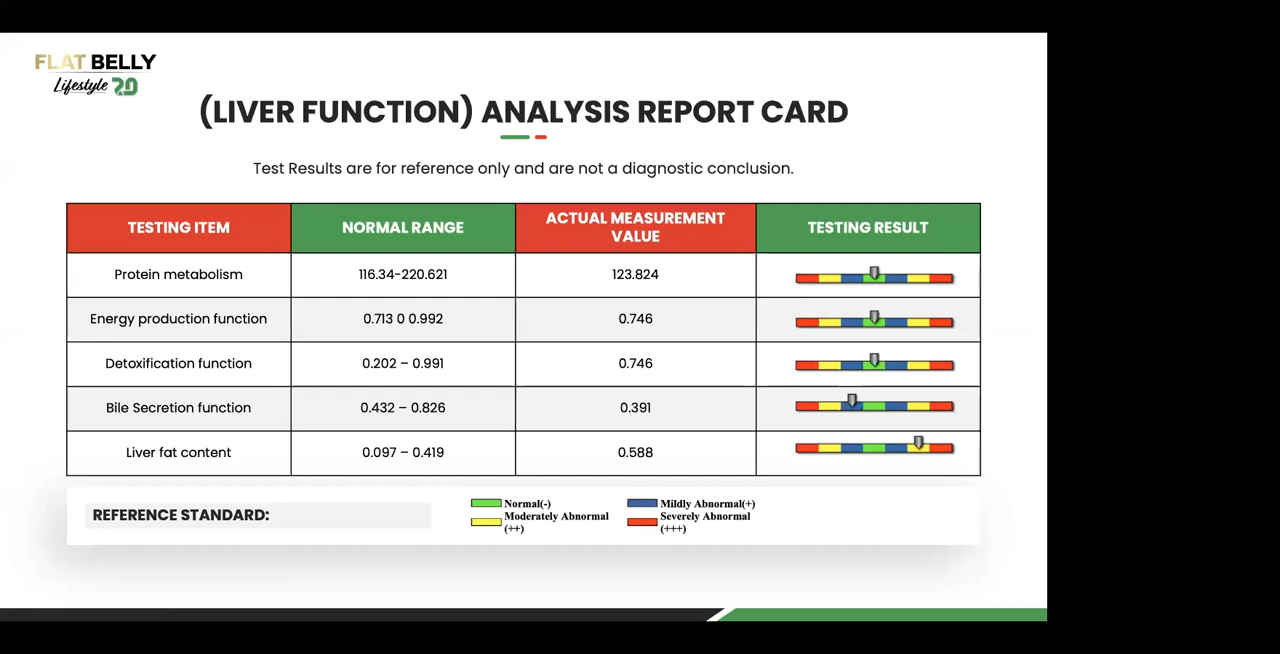 FLAT BELLY
Lifestyle 2.0
(LIVER FUNCTION) ANALYSIS REPORT CARD
Test Results are for reference only and are not a diagnostic conclusion.
TESTING ITEM NORMAL RANGE ACTUAL MEASUREMENT VALUE TESTING RESULT
Protein metabolism 116.34-220.621 123.824
Energy production function 0.713 0 0.992 0.746
Detoxification function 0.202 – 0.991 0.746
Bile Secretion function 0.432 – 0.826 0.391
Liver fat content 0.097 – 0.419 0.588
REFERENCE STANDARD:
Normal(-) Mildly Abnormal(+)
Moderately Abnormal (++) Severely Abnormal (+++)